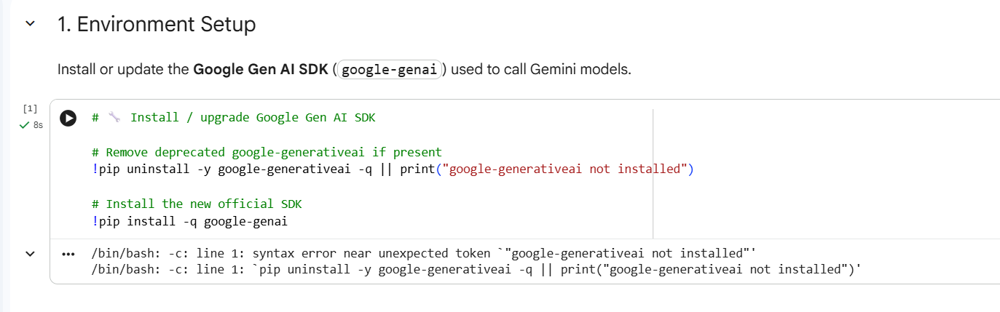 1. Environment Setup
Install or update the Google Gen AI SDK (google-genai) used to call Gemini models.
[1]
8s
# 🔧 Install / upgrade Google Gen AI SDK
# Remove deprecated google-generativeai if present
!pip uninstall -y google-generativeai -q || print("google-generativeai not installed")
# Install the new official SDK
!pip install -q google-genai
/bin/bash: -c: line 1: syntax error near unexpected token `"google-generativeai not installed"'
/bin/bash: -c: line 1: `pip uninstall -y google-generativeai -q || print("google-generativeai not installed")'